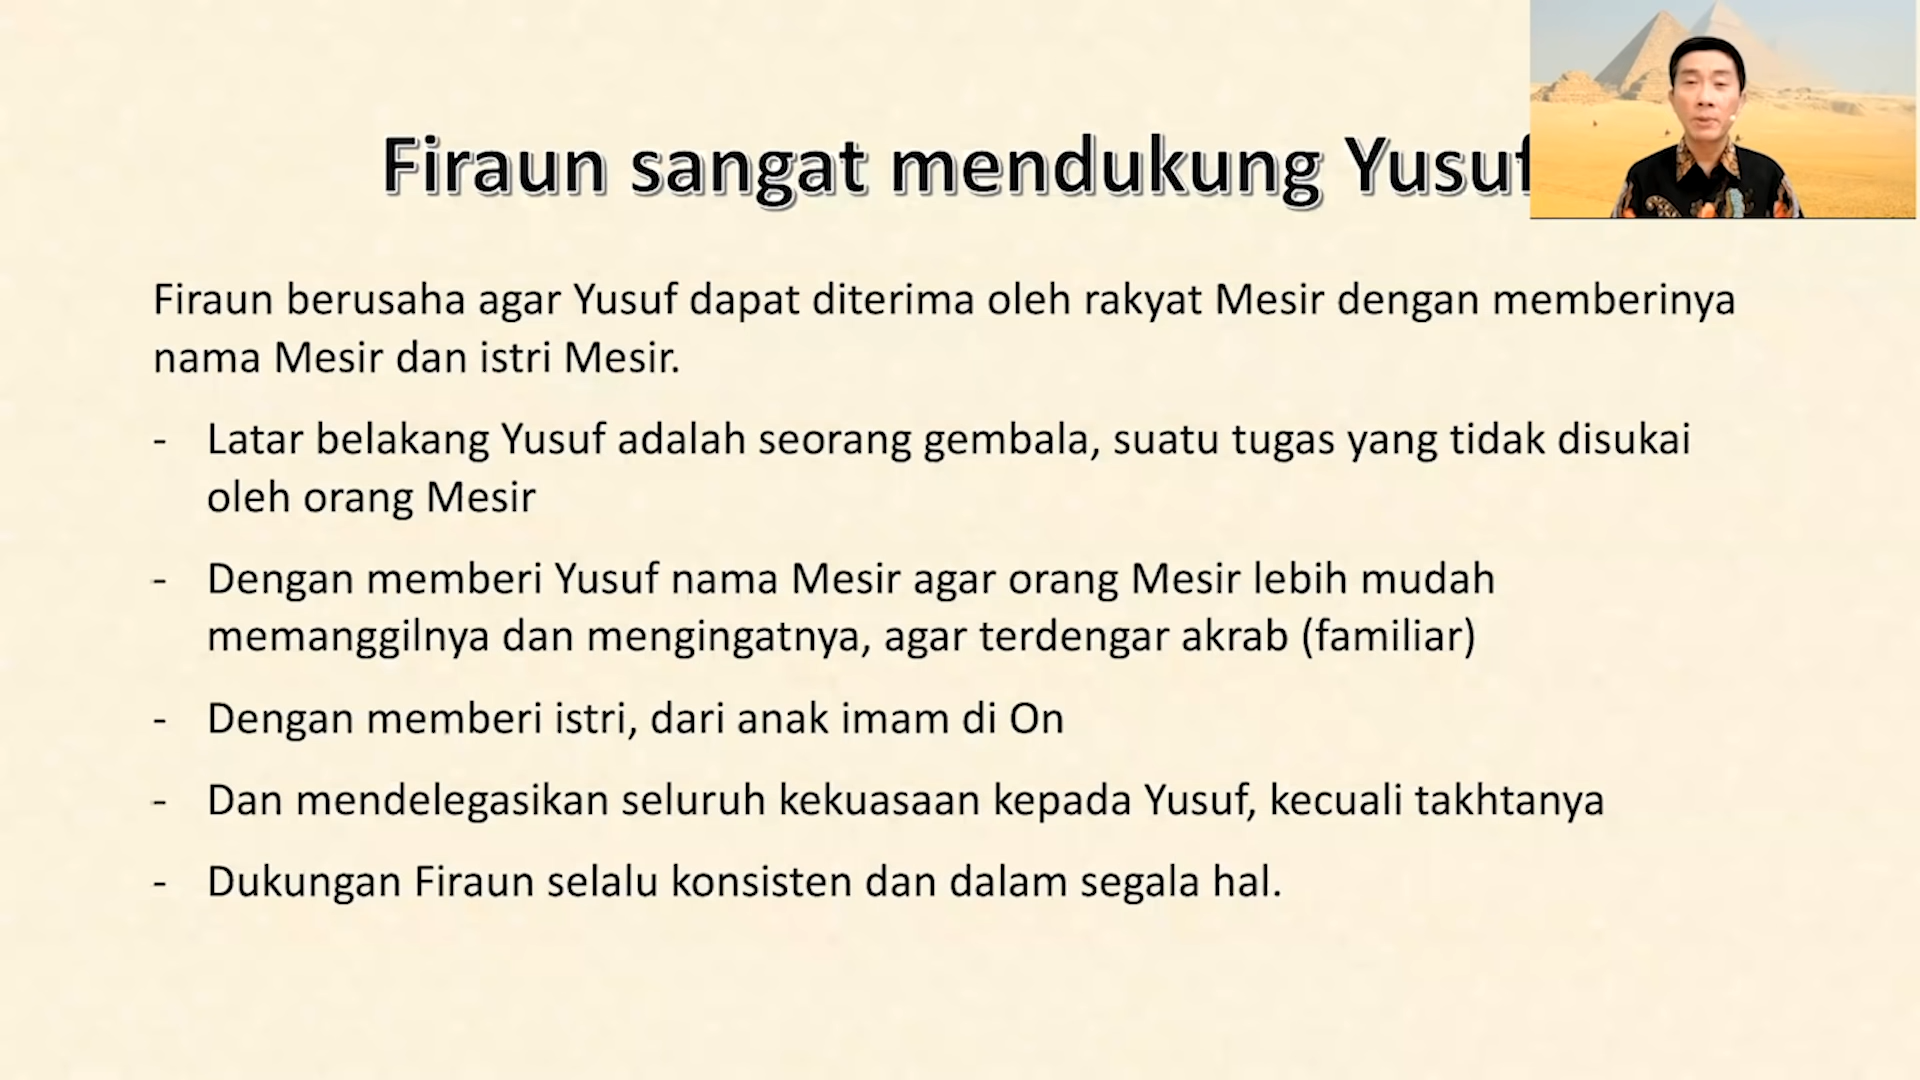 Firaun sangat mendukung Yusuf
Firaun berusaha agar Yusuf dapat diterima oleh rakyat Mesir dengan memberinya
nama Mesir dan istri Mesir.
- Latar belakang Yusuf adalah seorang gembala, suatu tugas yang tidak disukai
oleh orang Mesir
- Dengan memberi Yusuf nama Mesir agar orang Mesir lebih mudah
memanggilnya dan mengingatnya, agar terdengar akrab (familiar)
- Dengan memberi istri, dari anak imam di On
- Dan mendelegasikan seluruh kekuasaan kepada Yusuf, kecuali takhtanya
- Dukungan Firaun selalu konsisten dan dalam segala hal.